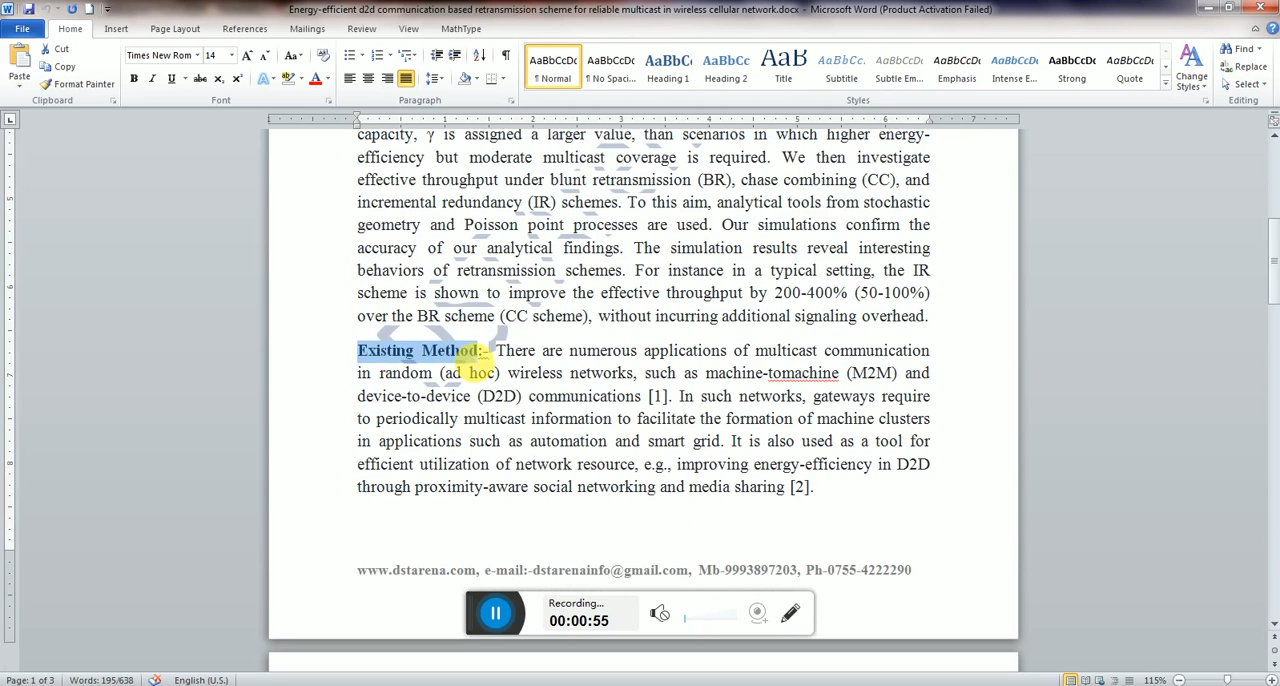 Energy-efficient d2d communication based retransmission scheme for reliable multicast in wireless cellular network.docx - Microsoft Word (Product Activation Failed)
File Home Insert Page Layout References Mailings Review View MathType
Paste Cut Copy Format Painter Clipboard
Times New Rom 14 Font
Paragraph
AaBbCcDc ¶ Normal
AaBbCcDc ¶ No Spaci...
AaBbC Heading 1
AaBbCc Heading 2
AaB Title
AaBbCc. Subtitle
AaBbCcDc Subtle Em...
AaBbCcDc Emphasis
AaBbCcDc Intense E...
AaBbCcDc Strong
AaBbCcDc Quote
Change Styles Styles
Find Replace Select Editing
capacity, γ is assigned a larger value, than scenarios in which higher energy-
efficiency but moderate multicast coverage is required. We then investigate
effective throughput under blunt retransmission (BR), chase combining (CC), and
incremental redundancy (IR) schemes. To this aim, analytical tools from stochastic
geometry and Poisson point processes are used. Our simulations confirm the
accuracy of our analytical findings. The simulation results reveal interesting
behaviors of retransmission schemes. For instance in a typical setting, the IR
scheme is shown to improve the effective throughput by 200-400% (50-100%)
over the BR scheme (CC scheme), without incurring additional signaling overhead.
Existing Method:- There are numerous applications of multicast communication
in random (ad hoc) wireless networks, such as machine-tomachine (M2M) and
device-to-device (D2D) communications [1]. In such networks, gateways require
to periodically multicast information to facilitate the formation of machine clusters
in applications such as automation and smart grid. It is also used as a tool for
efficient utilization of network resource, e.g., improving energy-efficiency in D2D
through proximity-aware social networking and media sharing [2].
www.dstarena.com, e-mail:-dstarenainfo@gmail.com, Mb-9993897203, Ph-0755-4222290
Recording...
00:00:55
Page: 1 of 3 Words: 195/638 English (U.S.) 115%